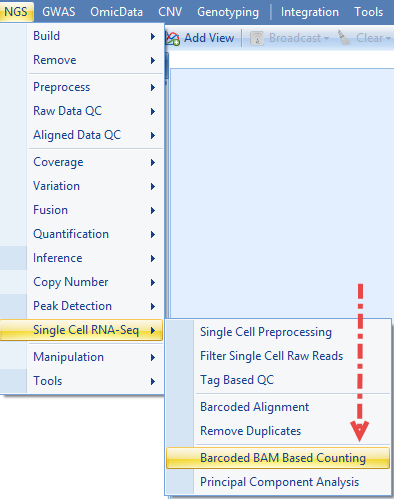 NGS GWAS OmicData CNV Genotyping Integration Tools
Build
Add View Broadcast Clear
Remove
Preprocess
Raw Data QC
Aligned Data QC
Coverage
Variation
Fusion
Quantification
Inference
Copy Number
Peak Detection
Single Cell RNA-Seq
Manipulation
Tools
Single Cell Preprocessing
Filter Single Cell Raw Reads
Tag Based QC
Barcoded Alignment
Remove Duplicates
Barcoded BAM Based Counting
Principal Component Analysis